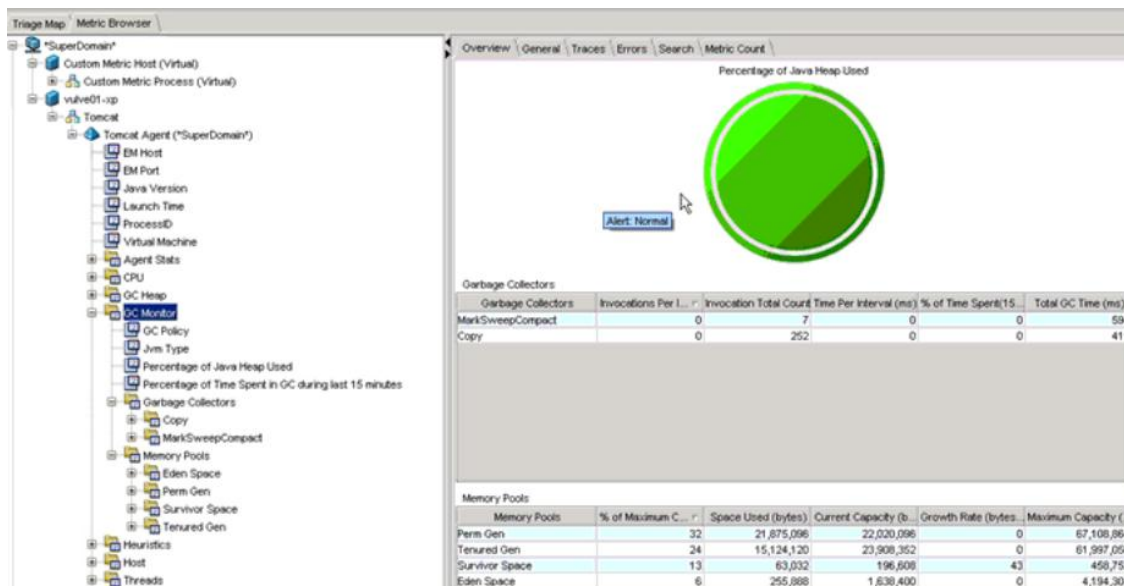 Triage Map Metric Browser
*SuperDomain*
Custom Metric Host (Virtual)
Custom Metric Process (Virtual)
vulve01-xp
Tomcat
Tomcat Agent (*SuperDomain*)
EM Host
EM Port
Java Version
Launch Time
ProcessID
Virtual Machine
Agent Stats
CPU
GC Heap
GC Monitor
GC Policy
Jvm Type
Percentage of Java Heap Used
Percentage of Time Spent in GC during last 15 minutes
Garbage Collectors
Copy
MarkSweepCompact
Memory Pools
Eden Space
Perm Gen
Survivor Space
Tenured Gen
Heuristics
Host
Threads
Overview General Traces Errors Search Metric Count
Percentage of Java Heap Used
Alert: Normal
Garbage Collectors
Garbage Collectors Invocations Per I... Invocation Total Count Time Per Interval (ms) % of Time Spent(15... Total GC Time (ms)
MarkSweepCompact 0 7 0 0 59
Copy 0 252 0 0 41
Memory Pools
Memory Pools % of Maximum C... Space Used (bytes) Current Capacity (b... Growth Rate (bytes... Maximum Capacity (
Perm Gen 32 21,875,096 22,020,096 0 67,108,86
Tenured Gen 24 15,124,120 23,908,352 0 61,997,05
Survivor Space 13 63,032 196,608 43 458,75
Eden Space 6 255,888 1,638,400 0 4,194,30